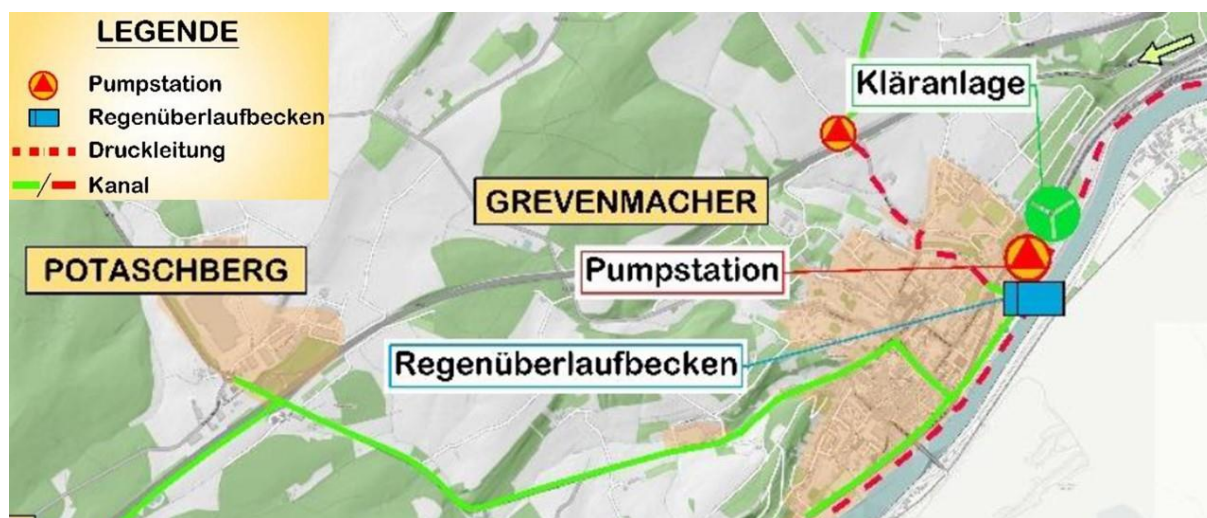 LEGENDE
Pumpstation
Regenüberlaufbecken
Druckleitung
Kanal
Kläranlage
GREVENMACHER
POTASCHBERG
Pumpstation
Regenüberlaufbecken